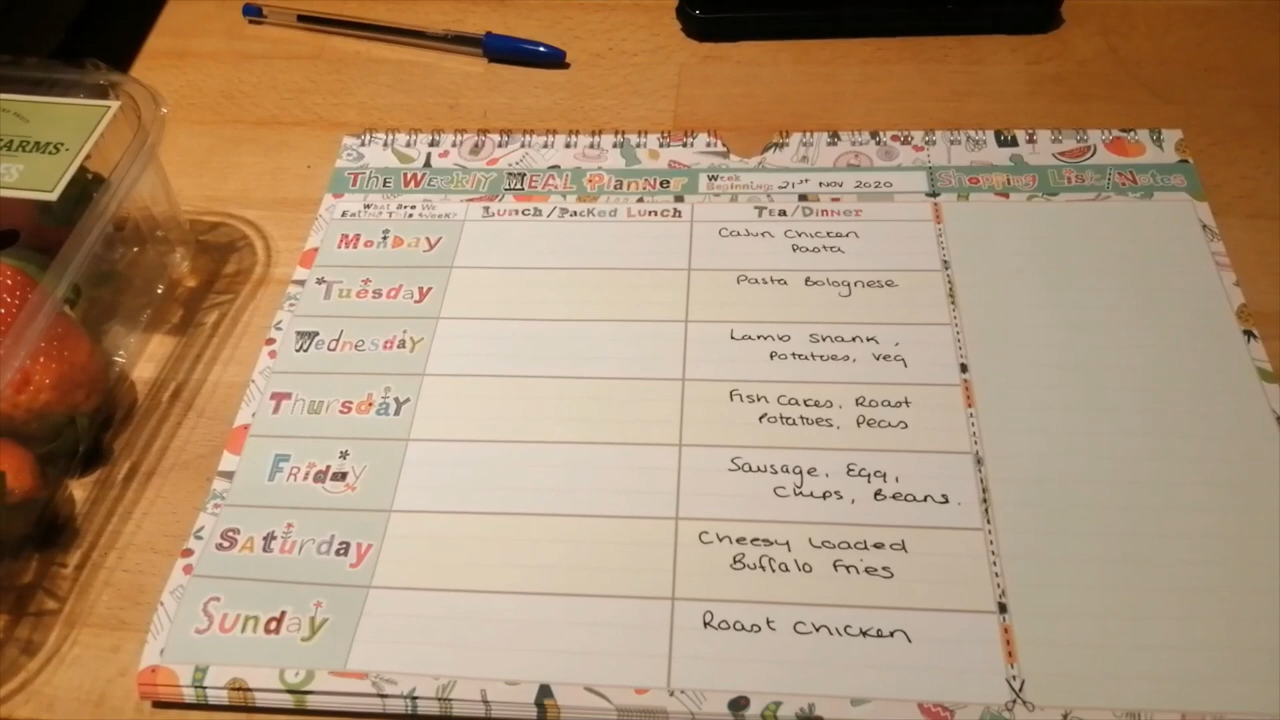 ARMS·
The Weekly MEAL Planner
Week Beginning: 21st NOV 2020
Shopping List/Notes
What Are We Eating This Week?
Lunch/Packed Lunch
Tea/Dinner
Monday
Cajun Chicken
Pasta
Tuesday
Pasta Bolognese
Wednesday
Lamb Shank,
Potatoes, veg
Thursday
Fish Cakes, Roast
Potatoes, Peas
Friday
Sausage, Egg,
Chips, Beans.
Saturday
Cheesy Loaded
Buffalo Fries
Sunday
Roast Chicken